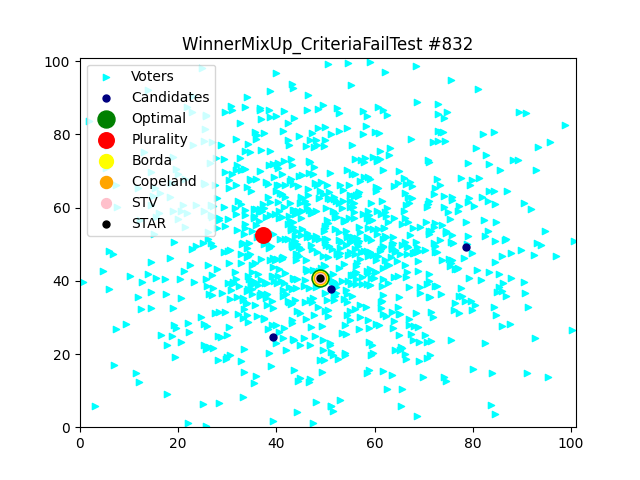 WinnerMixUp_CriteriaFailTest #832
Voters
Candidates
Optimal
Plurality
Borda
Copeland
STV
STAR
100
80
60
40
20
0
0 20 40 60 80 100